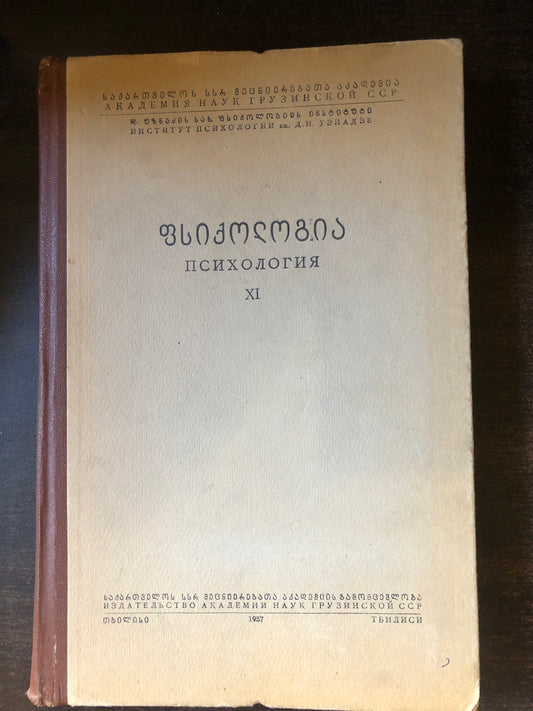 საქართველოს სსრ მეცნიერებათა აკადემია
АКАДЕМИЯ НАУК ГРУЗИНСКОЙ ССР
დ. უზნაძის სახ. ფსიქოლოგიის ინსტიტუტი
ИНСТИТУТ ПСИХОЛОГИИ им. Д. Н. УЗНАДЗЕ
ფსიქოლოგია
ПСИХОЛОГИЯ
XI
საქართველოს სსრ მეცნიერებათა აკადემიის გამომცემლობა
ИЗДАТЕЛЬСТВО АКАДЕМИИ НАУК ГРУЗИНСКОЙ ССР
თბილისი 1957 ТБИЛИСИ